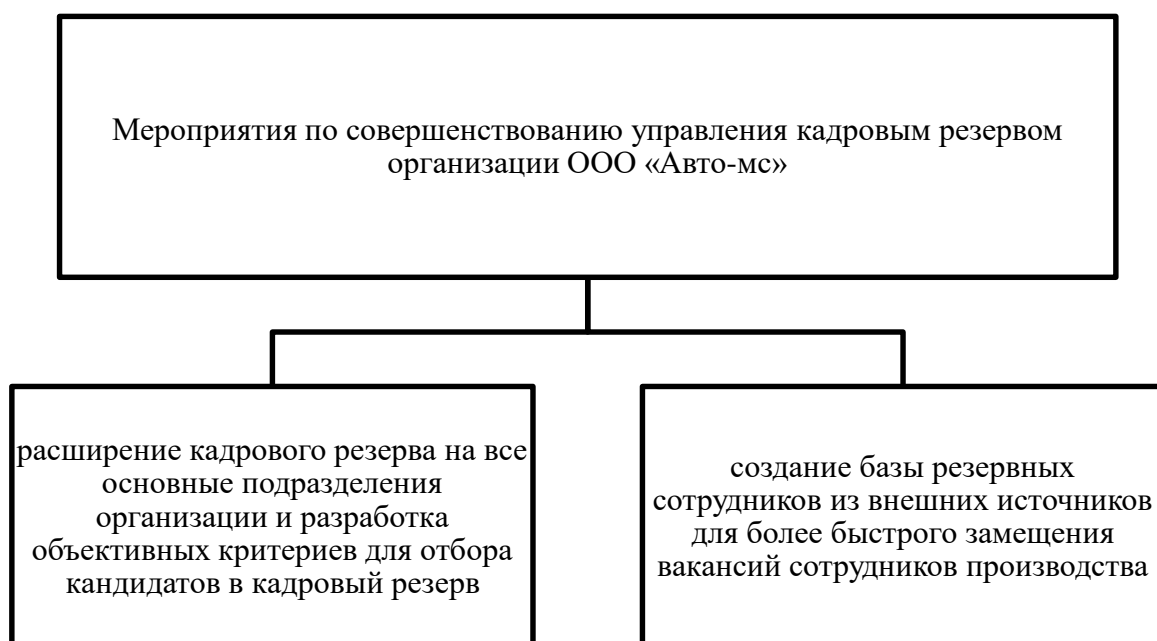 Мероприятия по совершенствованию управления кадровым резервом
организации ООО «Авто-мс»
расширение кадрового резерва на все
основные подразделения
организации и разработка
объективных критериев для отбора
кандидатов в кадровый резерв
создание базы резервных
сотрудников из внешних источников
для более быстрого замещения
вакансий сотрудников производства